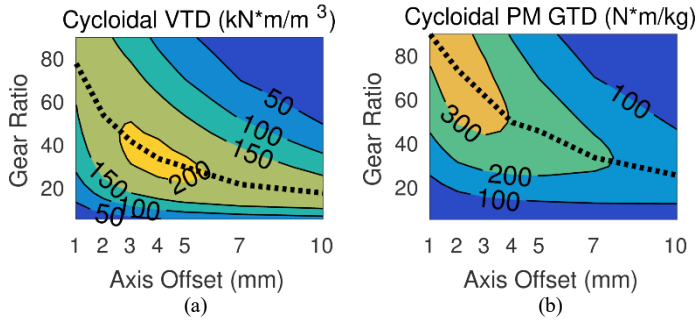 Cycloidal VTD (kN*m/m ³)
Gear Ratio
80
60
40
20
50
100
150
200
150
100
50
1 2 3 4 5 7 10
Axis Offset (mm)
(a)
Cycloidal PM GTD (N*m/kg)
Gear Ratio
80
60
40
20
100
300
200
100
1 2 3 4 5 7 10
Axis Offset (mm)
(b)